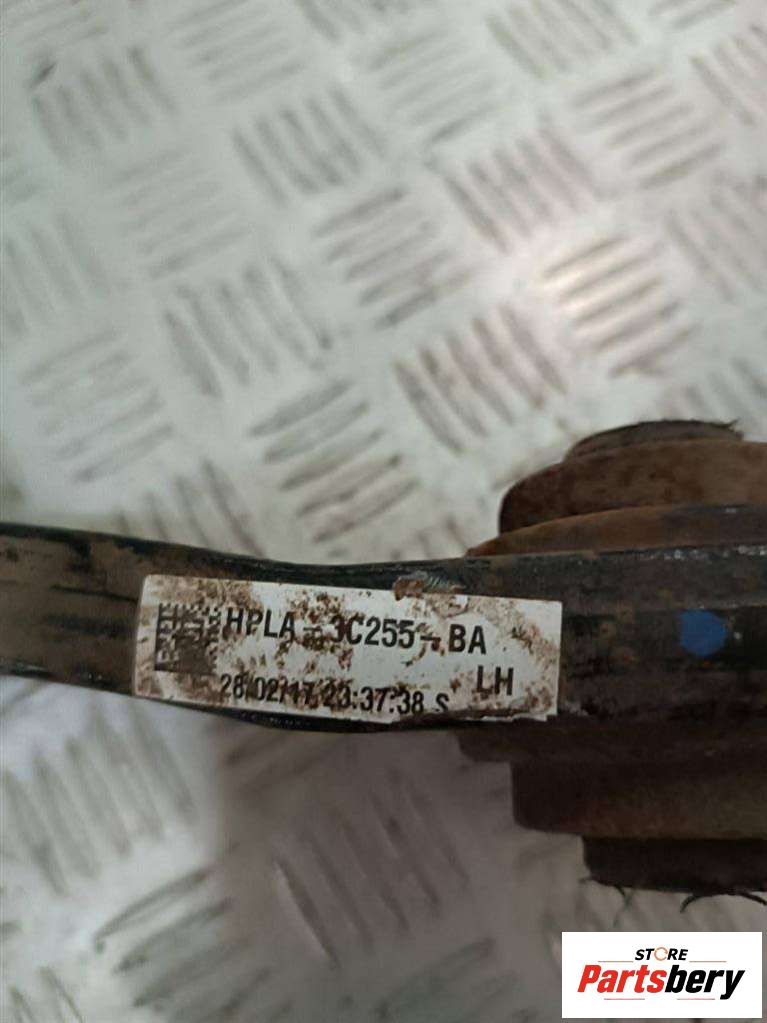 HPLA-3C255-BA
LH
28/02/17 23:37:38 S
STORE
Partsbery